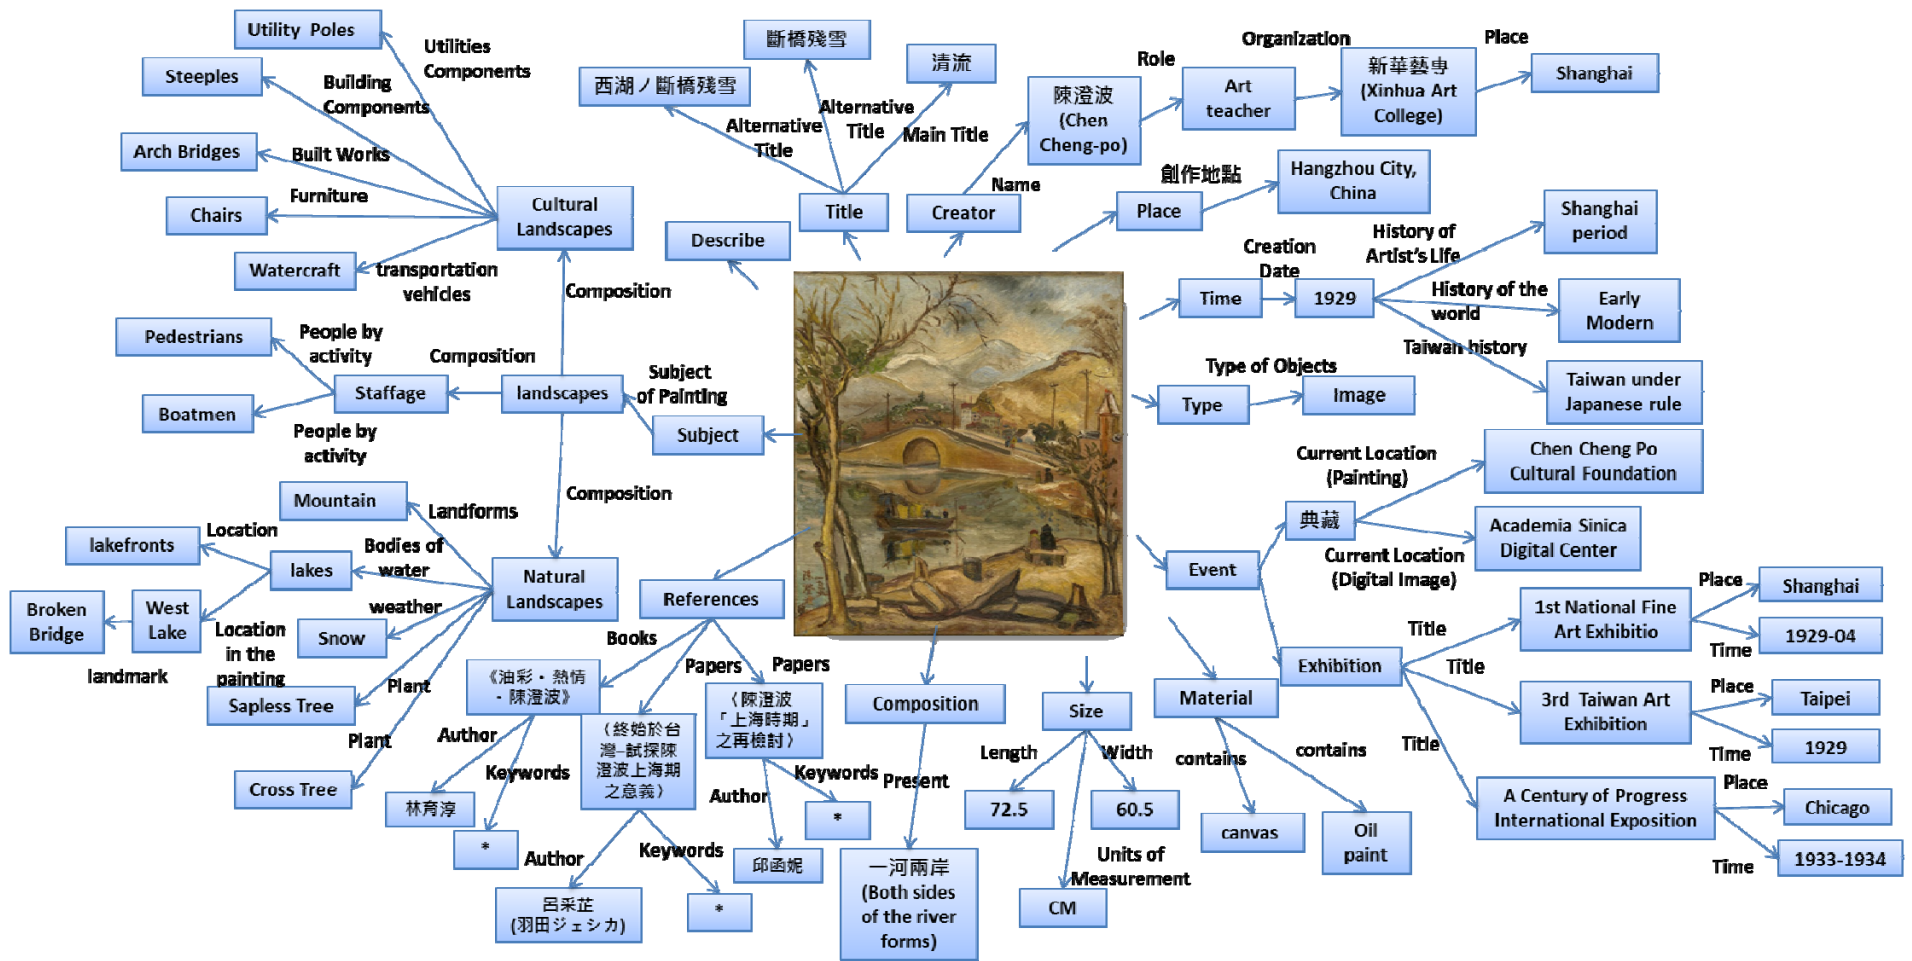 Utility Poles
Utilities
Components
Steeples
Building
Components
Arch Bridges
Built Works
Chairs
Furniture
Watercraft
transportation
vehicles
Cultural
Landscapes
Composition
Pedestrians
People by
activity
Boatmen
People by
activity
Staffage
Composition
landscapes
Subject
of Painting
Subject
Composition
Mountain
Landforms
lakefronts
Location
lakes
Bodies of
water
Broken
Bridge
landmark
West
Lake
Location
in the
painting
weather
Snow
Natural
Landscapes
Sapless Tree
Plant
Cross Tree
Plant
西湖ノ斷橋殘雪
斷橋殘雪
清流
Alternative
Title
Alternative
Title
Main Title
Title
Describe
Creator
Name
陳澄波
(Chen
Cheng-po)
Role
Art
teacher
Organization
新華藝專
(Xinhua Art
College)
Place
Shanghai
Place
創作地點
Hangzhou City,
China
Time
Creation
Date
1929
History of
Artist's Life
Shanghai
period
History of the
world
Early
Modern
Taiwan history
Taiwan under
Japanese rule
Type
Type of Objects
Image
Event
典藏
Current Location
(Painting)
Chen Cheng Po
Cultural Foundation
Current Location
(Digital Image)
Academia Sinica
Digital Center
Exhibition
Title
1st National Fine
Art Exhibitio
Place
Shanghai
Time
1929-04
Title
3rd Taiwan Art
Exhibition
Place
Taipei
Time
1929
Title
A Century of Progress
International Exposition
Place
Chicago
Time
1933-1934
Material
contains
canvas
contains
Oil
paint
Size
Length
72.5
Width
60.5
Units of
Measurement
CM
Composition
Present
一河兩岸
(Both sides
of the river
forms)
References
Books
《油彩・熱情
・陳澄波》
Author
林育淳
Keywords
*
Papers
〈終始於台
灣–試探陳
澄波上海期
之意義〉
Author
呂采芷
(羽田ジェシカ)
Keywords
*
Papers
〈陳澄波
「上海時期」
之再檢討〉
Author
邱函妮
Keywords
*